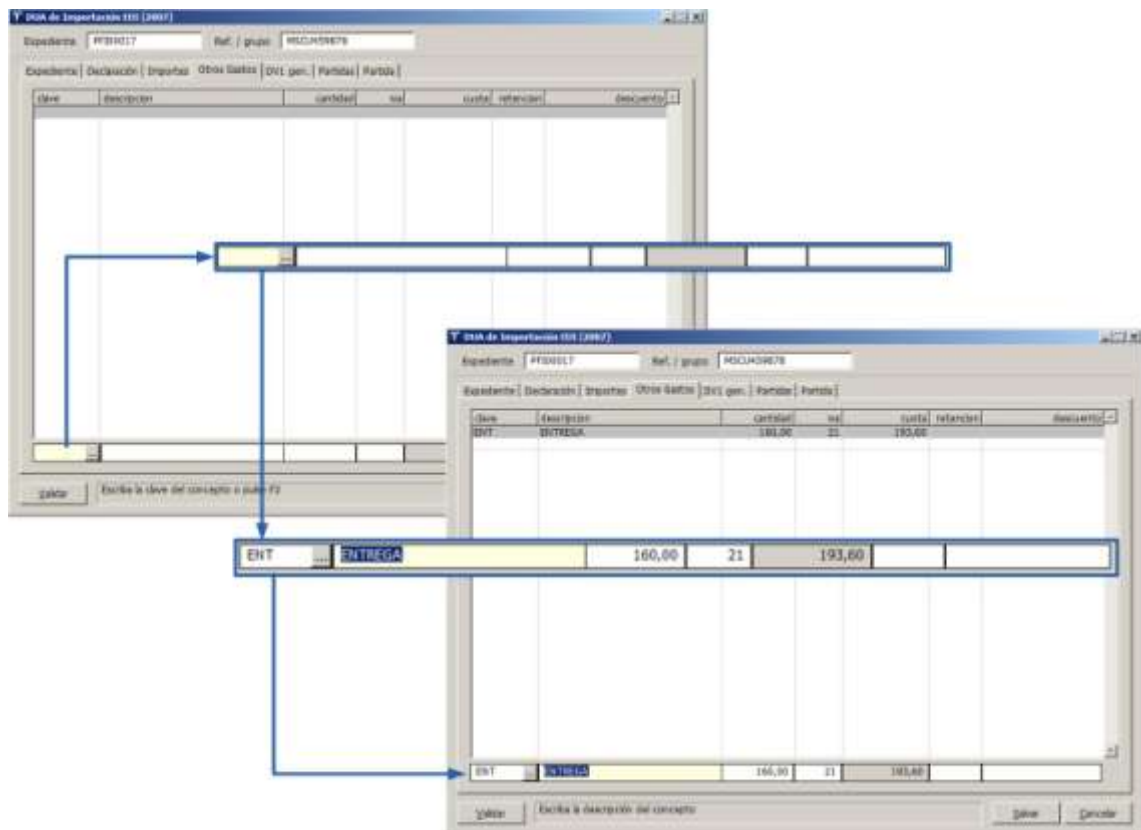 DUA de Importación EDI (2007)
Expediente Ref. / grupo
Expediente Declaración Importes Otros Gastos DV1 gen. Partidas Partida
clave descripcion cantidad iva cuota retencion descuento
...
DUA de Importación EDI (2007)
Expediente Ref. / grupo
Expediente Declaración Importes Otros Gastos DV1 gen. Partidas Partida
clave descripcion cantidad iva cuota retencion descuento
ENT ENTREGA 160,00 21 193,60
...
Validar Escriba la clave del concepto o pulse F2
ENT ... ENTREGA 160,00 21 193,60
ENT ... ENTREGA 160,00 21 193,60
Validar Escriba la descripción del concepto Salvar Cancelar